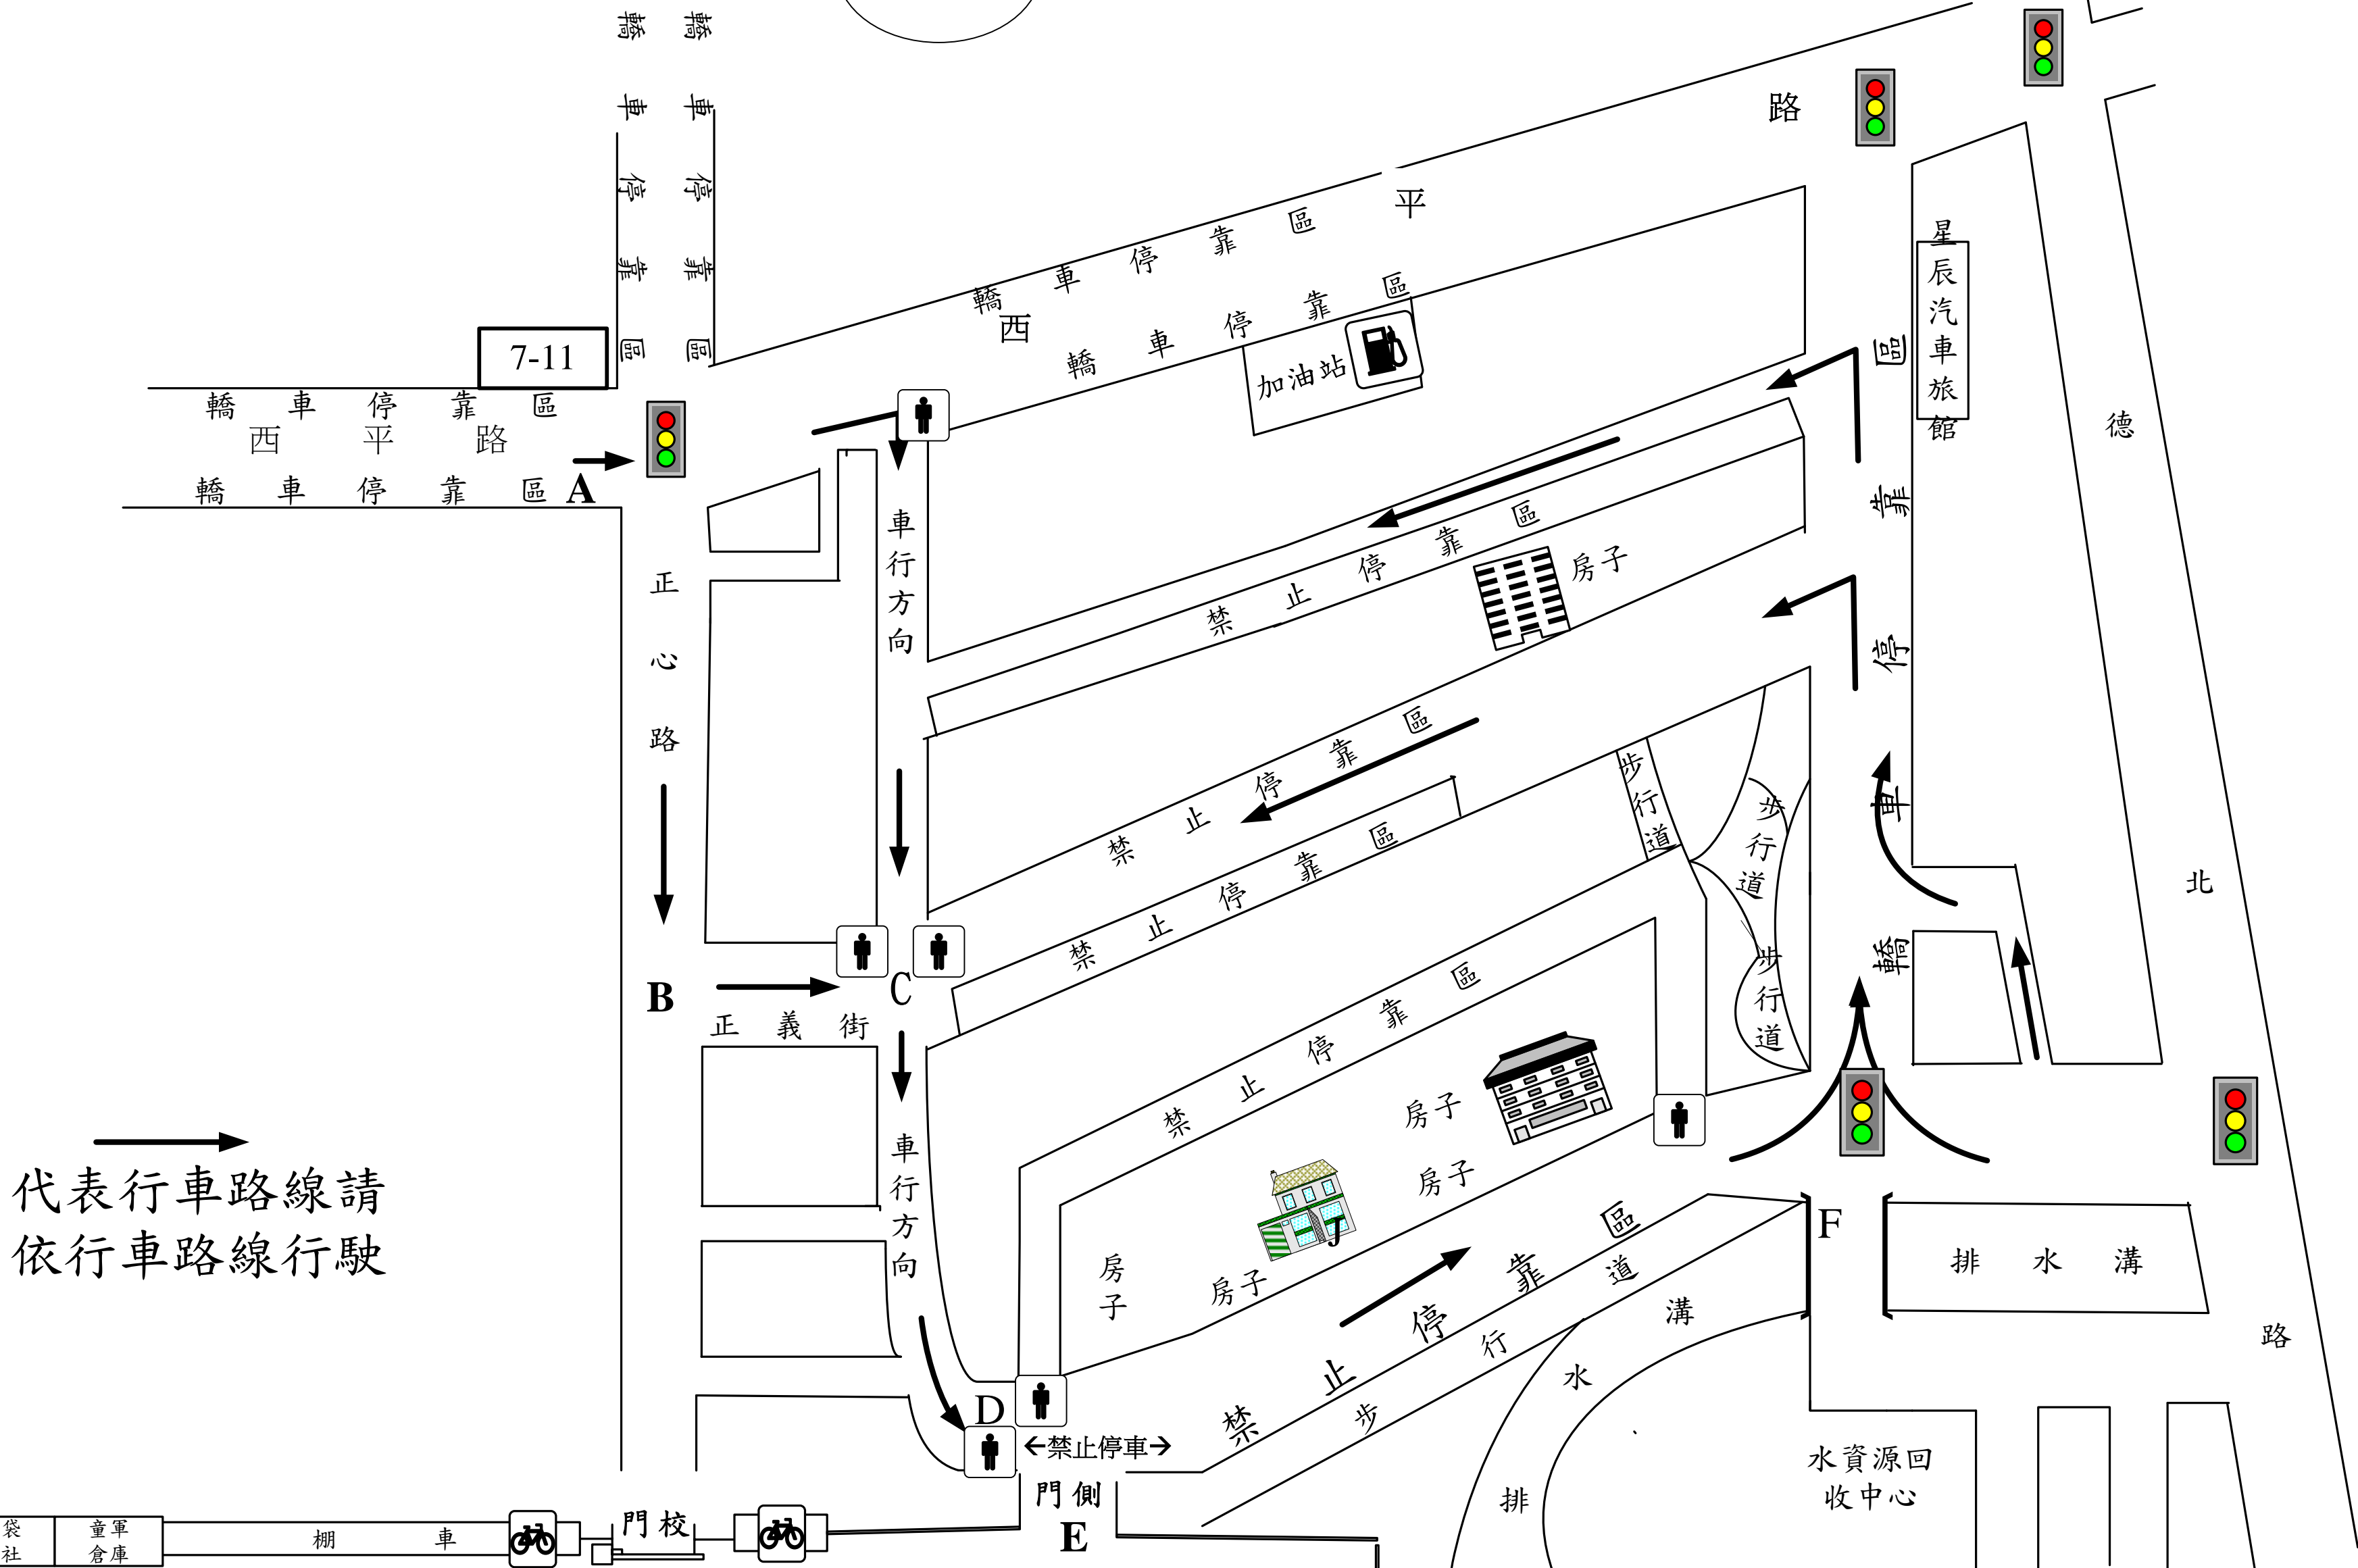 轎車停靠區
轎車停靠區
路
平
西
轎車停靠區
轎車停靠區
加油站
7-11
轎車停靠區
西平路
轎車停靠區
A
正心路
車行方向
星辰汽車旅館
德北路
轎車停靠區
禁止停靠區
房子
禁止停靠區
禁止停靠區
步行道
步行道
步行道
B
C
正義街
禁止停靠區
房子
房子
J
房子
房子
車行方向
代表行車路線請
依行車路線行駛
禁止停靠區
步行道
F
排水溝
排水溝
D
←禁止停車→
門側
E
水資源回
收中心
門校
棚車
童軍
倉庫
袋
社